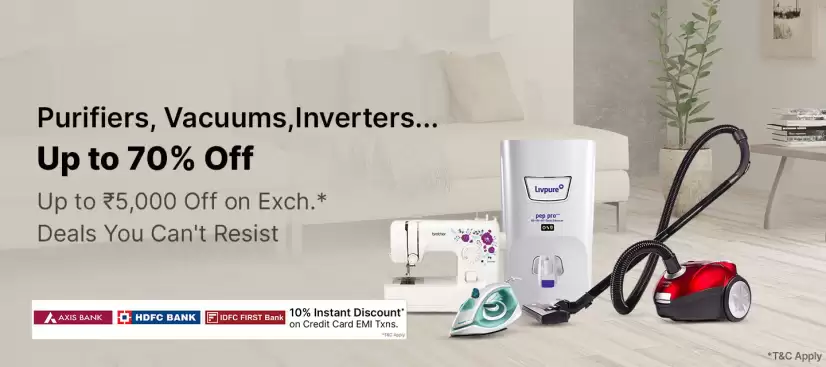 Purifiers, Vacuums,Inverters...
Up to 70% Off
Up to ₹5,000 Off on Exch.*
Deals You Can't Resist
brother
Livpure
pep pro
AXIS BANK
HDFC BANK
IDFC FIRST Bank
10% Instant Discount*
on Credit Card EMI Txns.
*T&C Apply
*T&C Apply